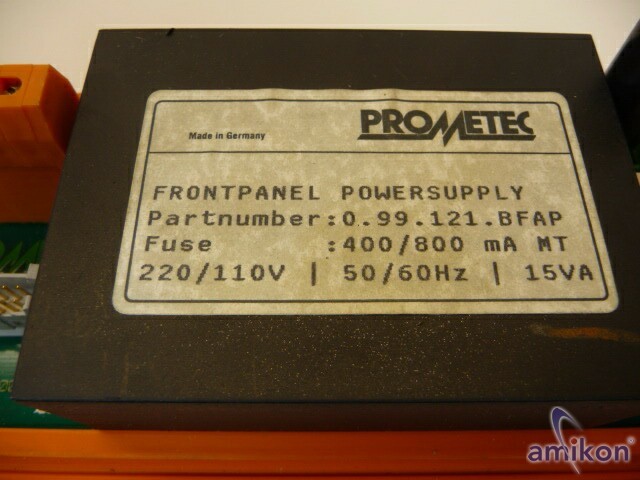 PROMETEC
Made in Germany
FRONTPANEL POWERSUPPLY
Partnumber:0.99.121.BFAP
Fuse :400/800 mA MT
220/110V | 50/60Hz | 15VA
amikon®